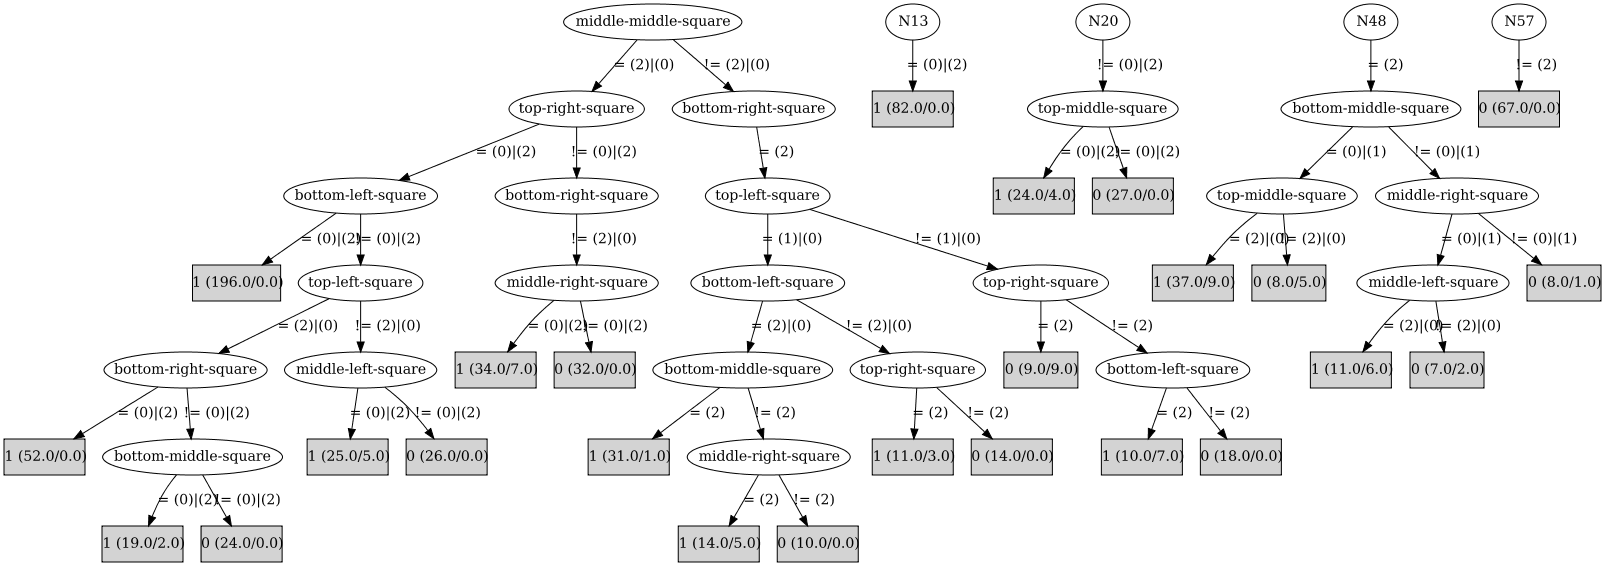 middle-middle-square N13 N20 N48 N57
= (2)|(0) != (2)|(0) = (0)|(2) != (0)|(2) = (2) != (2)
top-right-square bottom-right-square 1 (82.0/0.0) top-middle-square bottom-middle-square 0 (67.0/0.0)
= (0)|(2) != (0)|(2) = (2) = (0)|(2) != (0)|(2) = (0)|(1) != (0)|(1)
bottom-left-square bottom-right-square top-left-square 1 (24.0/4.0) 0 (27.0/0.0) top-middle-square middle-right-square
= (0)|(2) != (0)|(2) != (2)|(0) = (1)|(0) != (1)|(0) = (2)|(0) != (2)|(0) = (0)|(1) != (0)|(1)
1 (196.0/0.0) top-left-square middle-right-square bottom-left-square top-right-square 1 (37.0/9.0) 0 (8.0/5.0) middle-left-square 0 (8.0/1.0)
= (2)|(0) != (2)|(0) = (0)|(2) != (0)|(2) = (2)|(0) != (2)|(0) = (2) != (2) = (2)|(0) != (2)|(0)
bottom-right-square middle-left-square 1 (34.0/7.0) 0 (32.0/0.0) bottom-middle-square top-right-square 0 (9.0/9.0) bottom-left-square 1 (11.0/6.0) 0 (7.0/2.0)
= (0)|(2) != (0)|(2) = (0)|(2) != (0)|(2) = (2) != (2) = (2) != (2) = (2) != (2)
1 (52.0/0.0) bottom-middle-square 1 (25.0/5.0) 0 (26.0/0.0) 1 (31.0/1.0) middle-right-square 1 (11.0/3.0) 0 (14.0/0.0) 1 (10.0/7.0) 0 (18.0/0.0)
= (0)|(2) != (0)|(2) = (2) != (2)
1 (19.0/2.0) 0 (24.0/0.0) 1 (14.0/5.0) 0 (10.0/0.0)